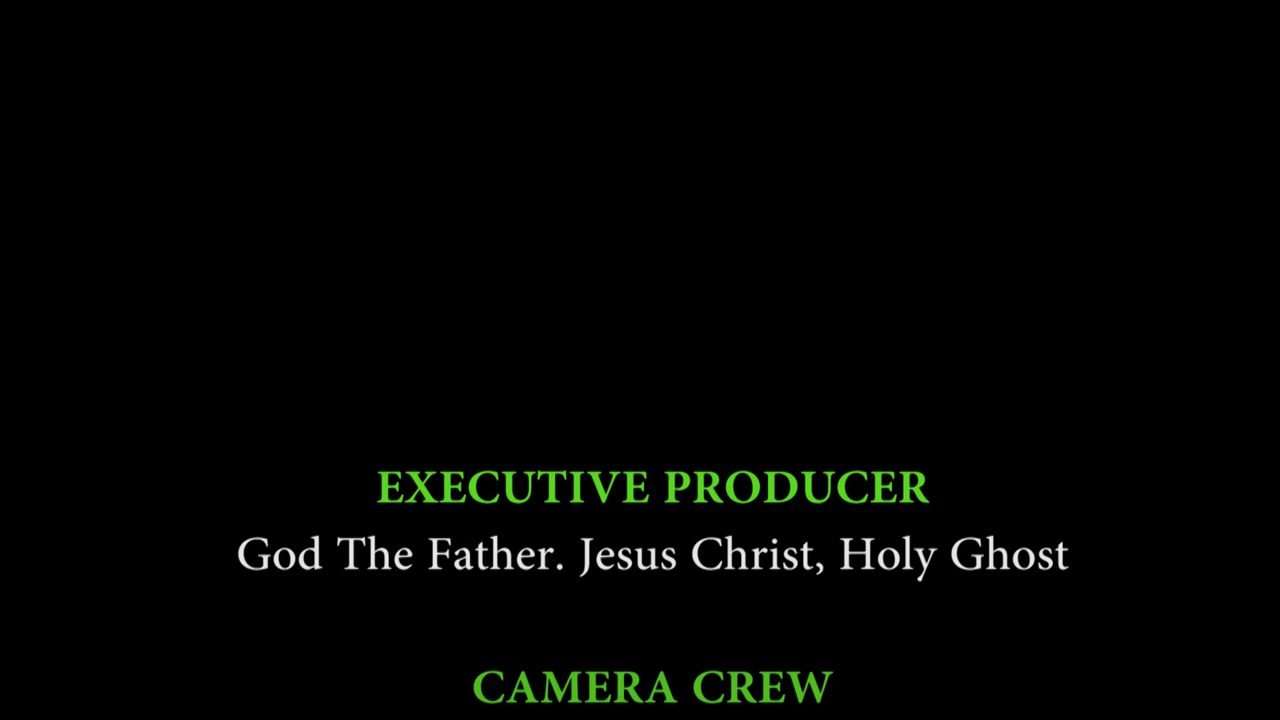 EXECUTIVE PRODUCER
God The Father. Jesus Christ, Holy Ghost
CAMERA CREW